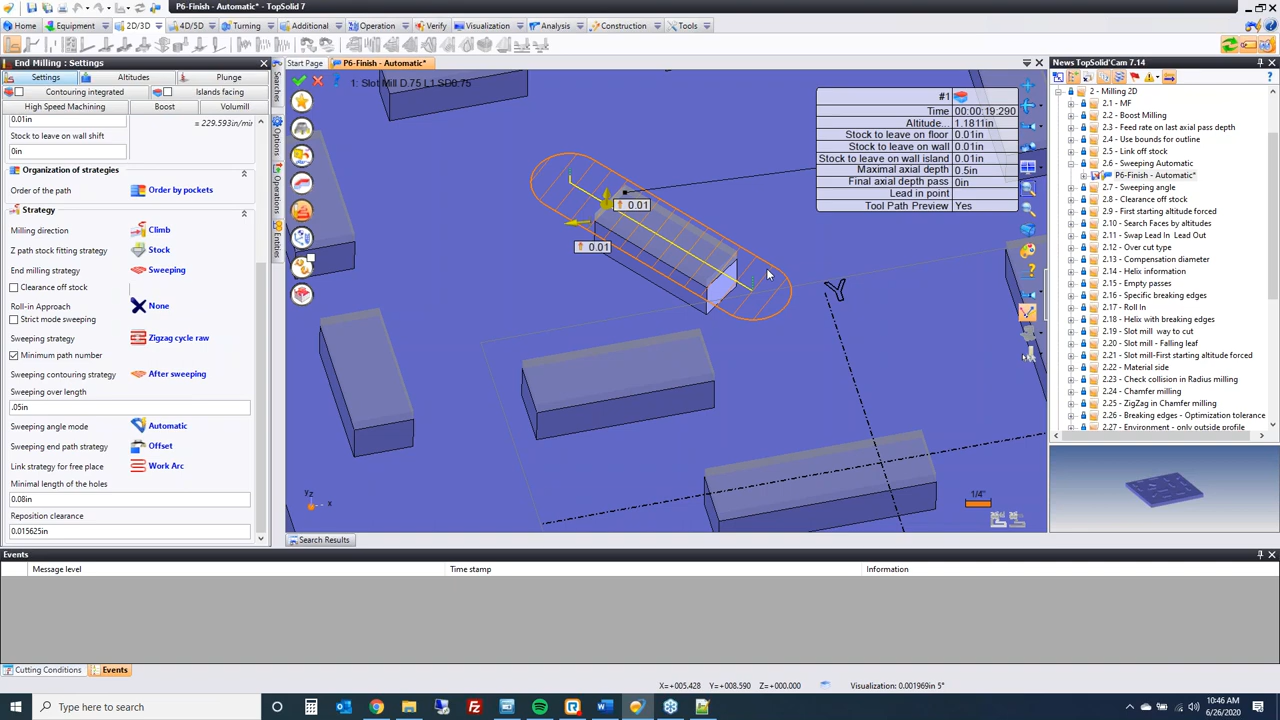 P6-Finish - Automatic* - TopSolid 7
Home
Equipment
2D/3D
4D/5D
Turning
Additional
Operation
Verify
Visualization
Analysis
Construction
Tools
End Milling : Settings
Start Page
P6-Finish - Automatic*
News TopSolid'Cam 7.14
Settings
Altitudes
Plunge
Contouring integrated
Islands facing
High Speed Machining
Boost
Volumill
0.01in
= 229.593in/mi
Stock to leave on wall shift
0in
Organization of strategies
Order of the path
Order by pockets
Strategy
Milling direction
Climb
Z path stock fitting strategy
Stock
End milling strategy
Sweeping
Clearance off stock
Roll-in Approach
None
Strict mode sweeping
Sweeping strategy
Zigzag cycle raw
Minimum path number
Sweeping contouring strategy
After sweeping
Sweeping over length
.05in
Sweeping angle mode
Automatic
Sweeping end path strategy
Offset
Link strategy for free place
Work Arc
Minimal length of the holes
0.08in
Reposition clearance
0.015625in
Searches
Options
Operations
Entities
1: Slot Mill D.75 L1 SD0.75
0.01
0.01
Y
#1
Time 00:00:19:290
Altitude... 1.1811in
Stock to leave on floor 0.01in
Stock to leave on wall 0.01in
Stock to leave on wall island 0.01in
Maximal axial depth 0.5in
Final axial depth pass 0in
Lead in point
Tool Path Preview Yes
1/4"
2 - Milling 2D
2.1 - MF
2.2 - Boost Milling
2.3 - Feed rate on last axial pass depth
2.4 - Use bounds for outline
2.5 - Link off stock
2.6 - Sweeping Automatic
P6-Finish - Automatic*
2.7 - Sweeping angle
2.8 - Clearance off stock
2.9 - First starting altitude forced
2.10 - Search Faces by altitudes
2.11 - Swap Lead In Lead Out
2.12 - Over cut type
2.13 - Compensation diameter
2.14 - Helix information
2.15 - Empty passes
2.16 - Specific breaking edges
2.17 - Roll In
2.18 - Helix with breaking edges
2.19 - Slot mill way to cut
2.20 - Slot mill - Falling leaf
2.21 - Slot mill-First starting altitude forced
2.22 - Material side
2.23 - Check collision in Radius milling
2.24 - Chamfer milling
2.25 - ZigZag in Chamfer milling
2.26 - Breaking edges - Optimization tolerance
2.27 - Environment - only outside profile
Search Results
Events
Message level
Time stamp
Information
Cutting Conditions
Events
X=+005.428 Y=+008.590 Z=+000.000
Visualization: 0.001969in 5°
Type here to search
10:46 AM
6/26/2020